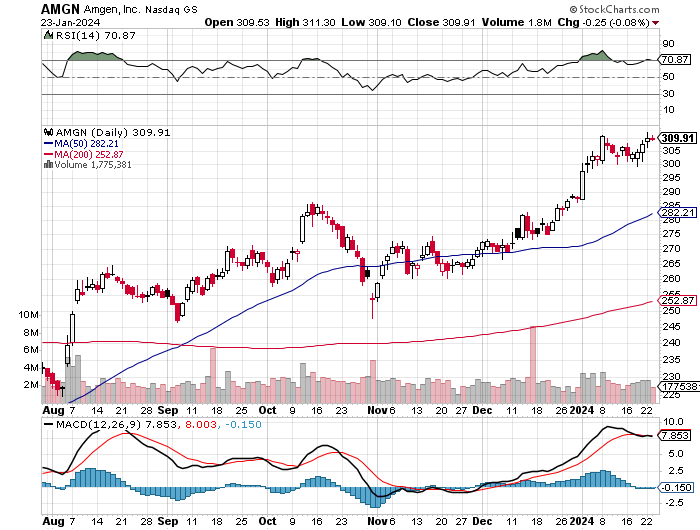 AMGN Amgen, Inc. Nasdaq GS © StockCharts.com
23-Jan-2024 Open 309.53 High 311.30 Low 309.10 Close 309.91 Volume 1.8M Chg -0.25 (-0.08%)
RSI(14) 70.87
90
70.87
50
30
10
AMGN (Daily) 309.91
MA(50) 282.21
MA(200) 252.87
Volume 1,775,381
309.91
305
300
295
290
285
282.21
280
275
270
265
260
255
252.87
250
245
240
235
230
225
10M
8M
6M
4M
2M
1775381
Aug 7 14 21 28 Sep 11 18 25 Oct 9 16 23 Nov 6 13 20 27 Dec 11 18 26 2024 8 16 22
MACD(12,26,9) 7.853, 8.003, -0.150
10.0
7.853
5.0
2.5
-0.150
-2.5
Aug 7 14 21 28 Sep 11 18 25 Oct 9 16 23 Nov 6 13 20 27 Dec 11 18 26 2024 8 16 22